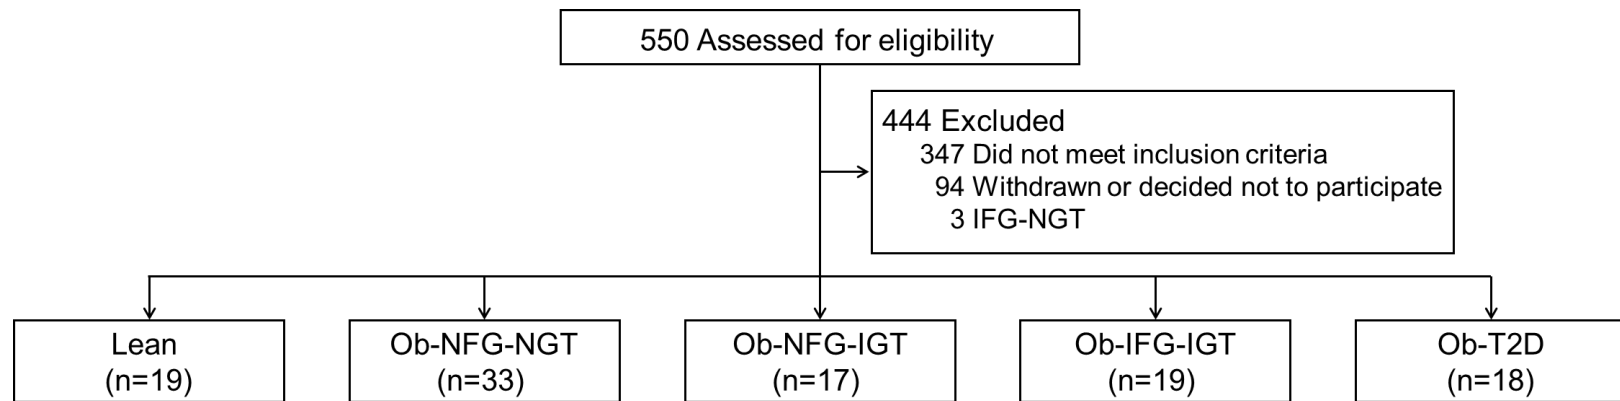 550 Assessed for eligibility
444 Excluded
347 Did not meet inclusion criteria
94 Withdrawn or decided not to participate
3 IFG-NGT
Lean
(n=19)
Ob-NFG-NGT
(n=33)
Ob-NFG-IGT
(n=17)
Ob-IFG-IGT
(n=19)
Ob-T2D
(n=18)